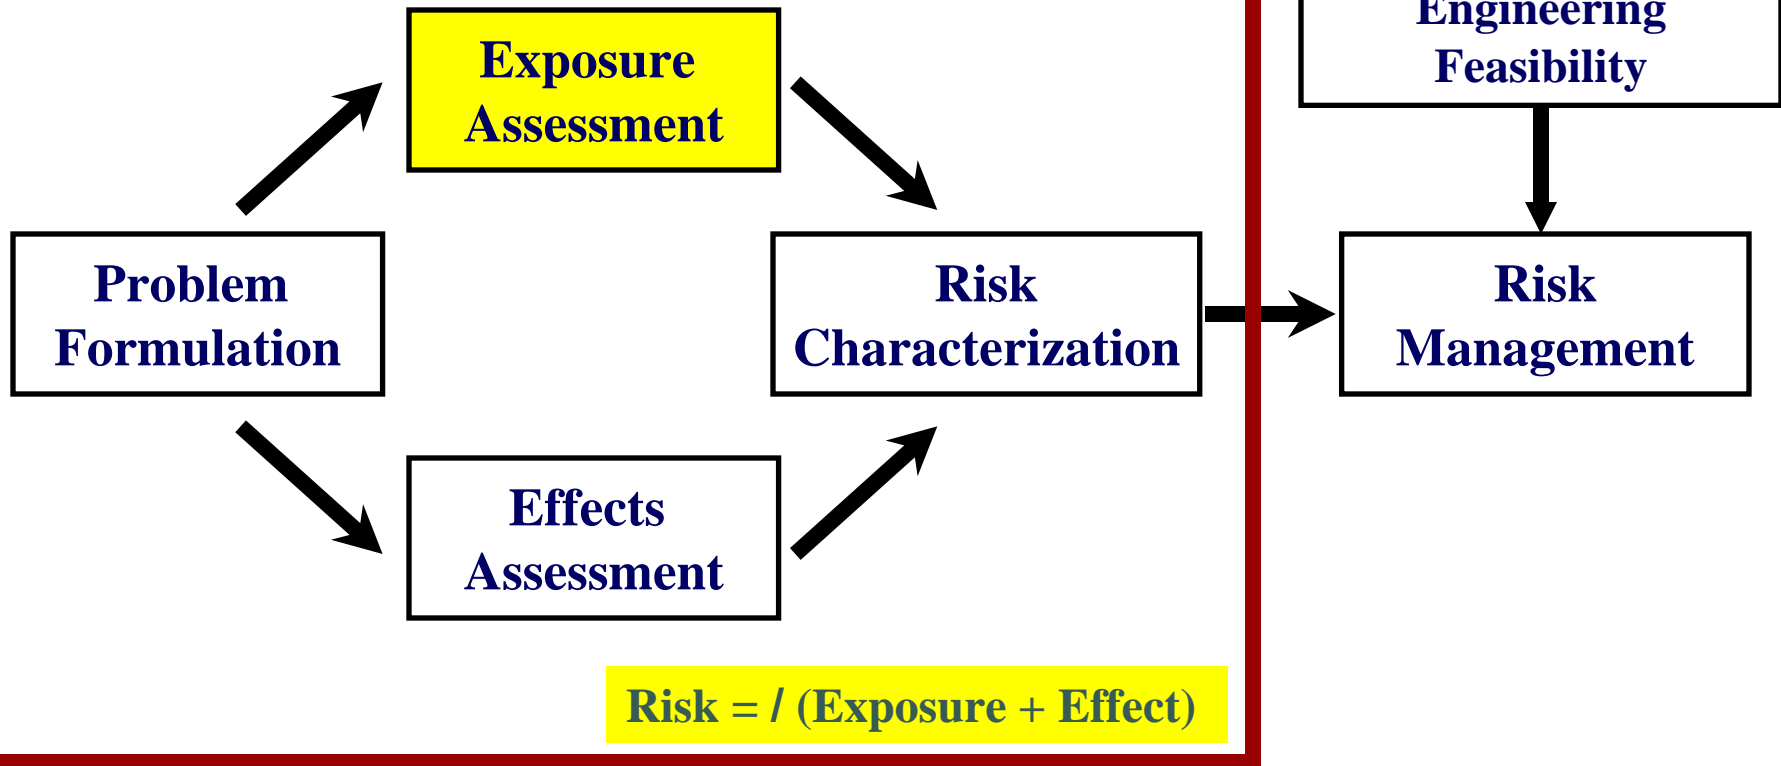 Exposure
Assessment
Engineering
Feasibility
Problem
Formulation
Risk
Characterization
Risk
Management
Effects
Assessment
Risk = / (Exposure + Effect)